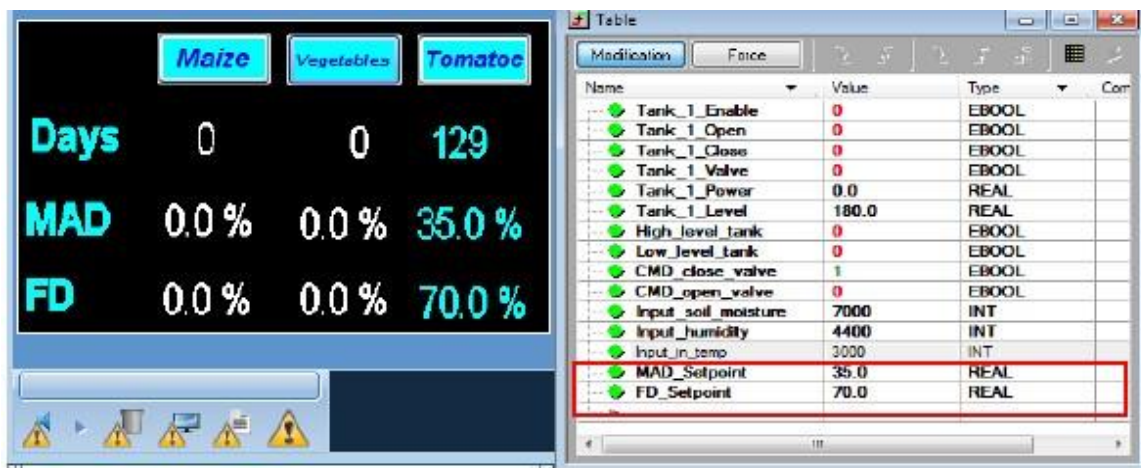 Maize Vegetables Tomatoe
Days 0 0 129
MAD 0.0 % 0.0 % 35.0 %
FD 0.0 % 0.0 % 70.0 %
Table
Modification Force
Name Value Type Com
Tank_1_Enable 0 EBOOL
Tank_1_Open 0 EBOOL
Tank_1_Close 0 EBOOL
Tank_1_Valve 0 EBOOL
Tank_1_Power 0.0 REAL
Tank_1_Level 180.0 REAL
High_level_tank 0 EBOOL
Low_level_tank 0 EBOOL
CMD_close_valve 1 EBOOL
CMD_open_valve 0 EBOOL
Input_soil_moisture 7000 INT
Input_humidity 4400 INT
Input_in_temp 3000 INT
MAD_Setpoint 35.0 REAL
FD_Setpoint 70.0 REAL